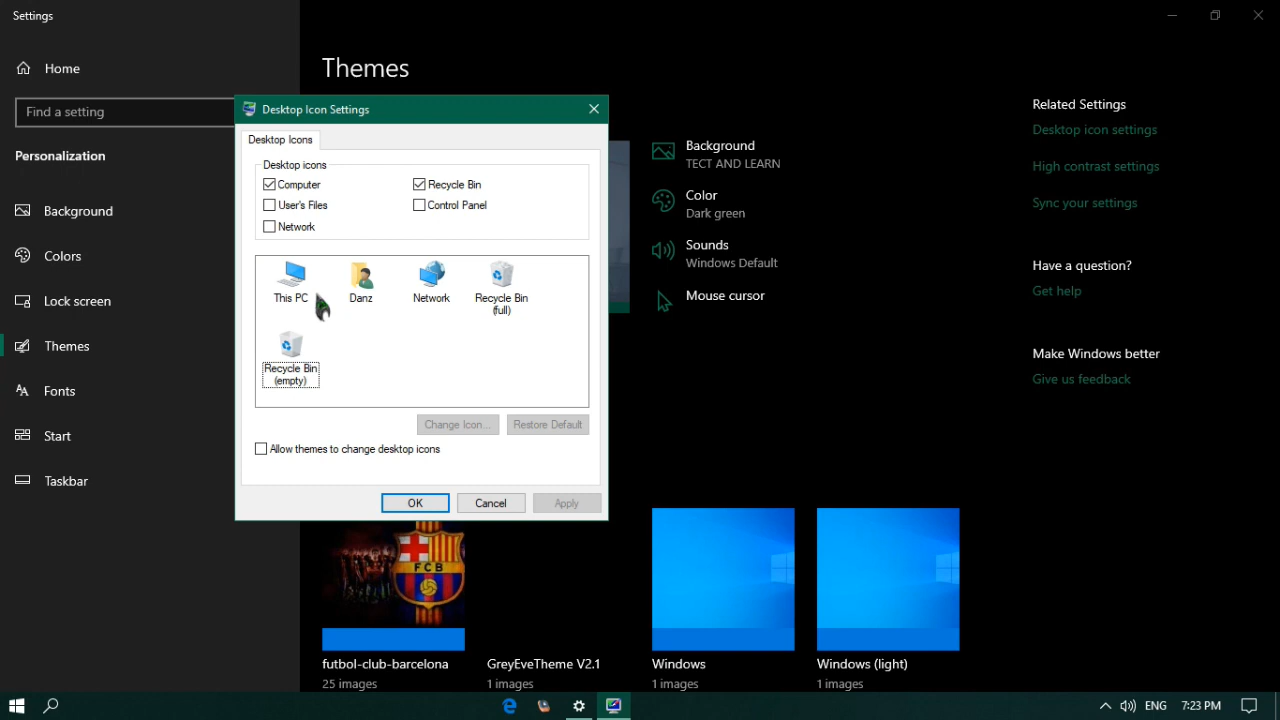 Settings
Home
Find a setting
Personalization
Background
Colors
Lock screen
Themes
Fonts
Start
Taskbar
Themes
Desktop Icon Settings
Desktop Icons
Desktop icons
Computer
Recycle Bin
User's Files
Control Panel
Network
This PC
Danz
Network
Recycle Bin
(full)
Recycle Bin
(empty)
Change Icon...
Restore Default
Allow themes to change desktop icons
OK
Cancel
Apply
Background
TECT AND LEARN
Color
Dark green
Sounds
Windows Default
Mouse cursor
Related Settings
Desktop icon settings
High contrast settings
Sync your settings
Have a question?
Get help
Make Windows better
Give us feedback
FCB
futbol-club-barcelona
25 images
GreyEveTheme V2.1
1 images
Windows
1 images
Windows (light)
1 images
ENG
7:23 PM